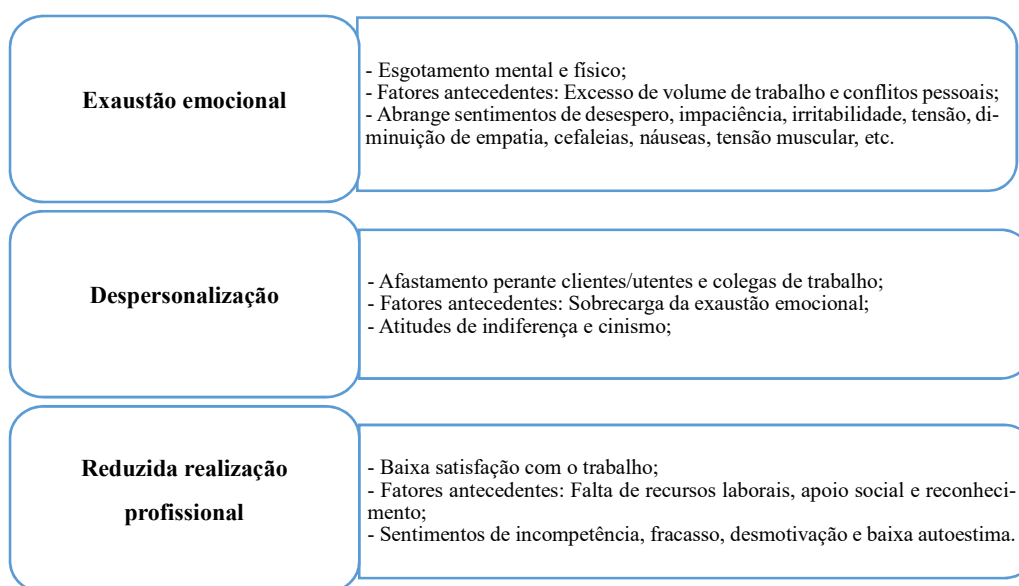 Exaustão emocional
- Esgotamento mental e físico;
- Fatores antecedentes: Excesso de volume de trabalho e conflitos pessoais;
- Abrange sentimentos de desespero, impaciência, irritabilidade, tensão, di-
minuição de empatia, cefaleias, náuseas, tensão muscular, etc.
Despersonalização
- Afastamento perante clientes/utentes e colegas de trabalho;
- Fatores antecedentes: Sobrecarga da exaustão emocional;
- Atitudes de indiferença e cinismo;
Reduzida realização
profissional
- Baixa satisfação com o trabalho;
- Fatores antecedentes: Falta de recursos laborais, apoio social e reconheci-
mento;
- Sentimentos de incompetência, fracasso, desmotivação e baixa autoestima.